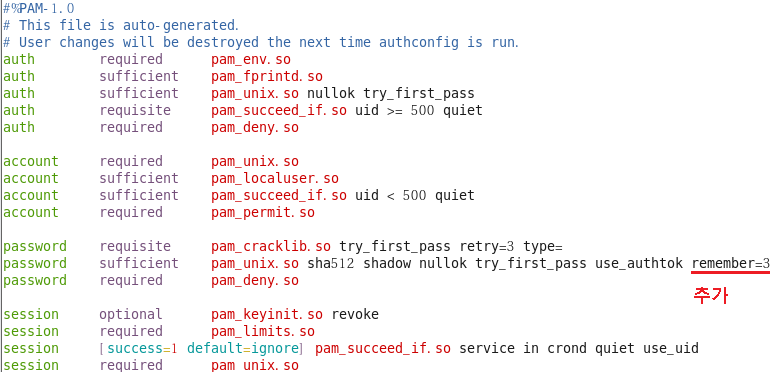 #%PAM-1.0
# This file is auto-generated.
# User changes will be destroyed the next time authconfig is run.
auth        required      pam_env.so
auth        sufficient    pam_fprintd.so
auth        sufficient    pam_unix.so nullok try_first_pass
auth        requisite     pam_succeed_if.so uid >= 500 quiet
auth        required      pam_deny.so
account     required      pam_unix.so
account     sufficient    pam_localuser.so
account     sufficient    pam_succeed_if.so uid < 500 quiet
account     required      pam_permit.so
password    requisite     pam_cracklib.so try_first_pass retry=3 type=
password    sufficient    pam_unix.so sha512 shadow nullok try_first_pass use_authtok remember=3
password    required      pam_deny.so
추가
session     optional      pam_keyinit.so revoke
session     required      pam_limits.so
session     [success=1 default=ignore] pam_succeed_if.so service in crond quiet use_uid
session     required      pam_unix.so